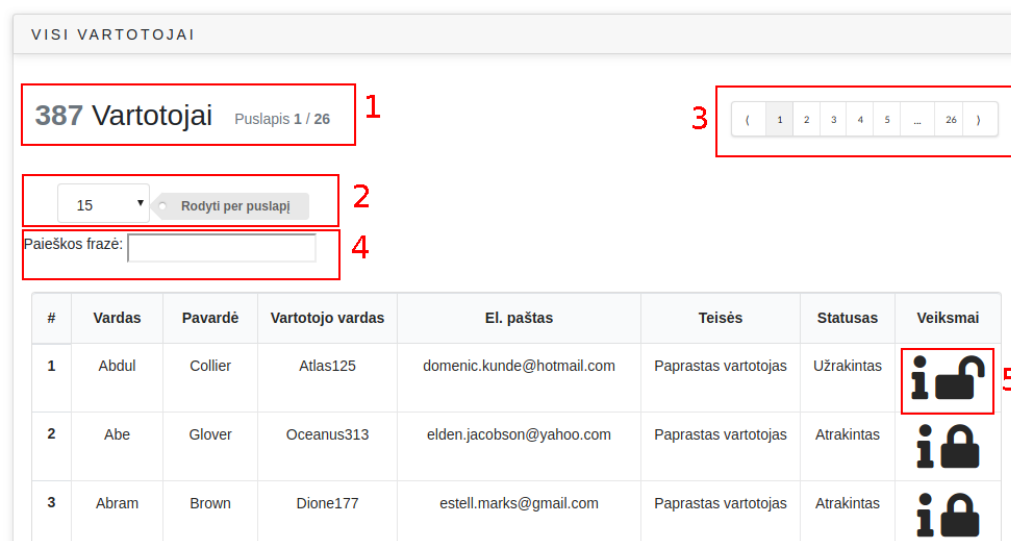 VISI VARTOTOJAI
387 Vartotojai Puslapis 1 / 26 1
3 ⟨ 1 2 3 4 5 ... 26 ⟩
15 Rodyti per puslapį 2
Paieškos frazė: 4
# Vardas Pavardė Vartotojo vardas El. paštas Teisės Statusas Veiksmai
1 Abdul Collier Atlas125 domenic.kunde@hotmail.com Paprastas vartotojas Užrakintas 5
2 Abe Glover Oceanus313 elden.jacobson@yahoo.com Paprastas vartotojas Atrakintas
3 Abram Brown Dione177 estell.marks@gmail.com Paprastas vartotojas Atrakintas